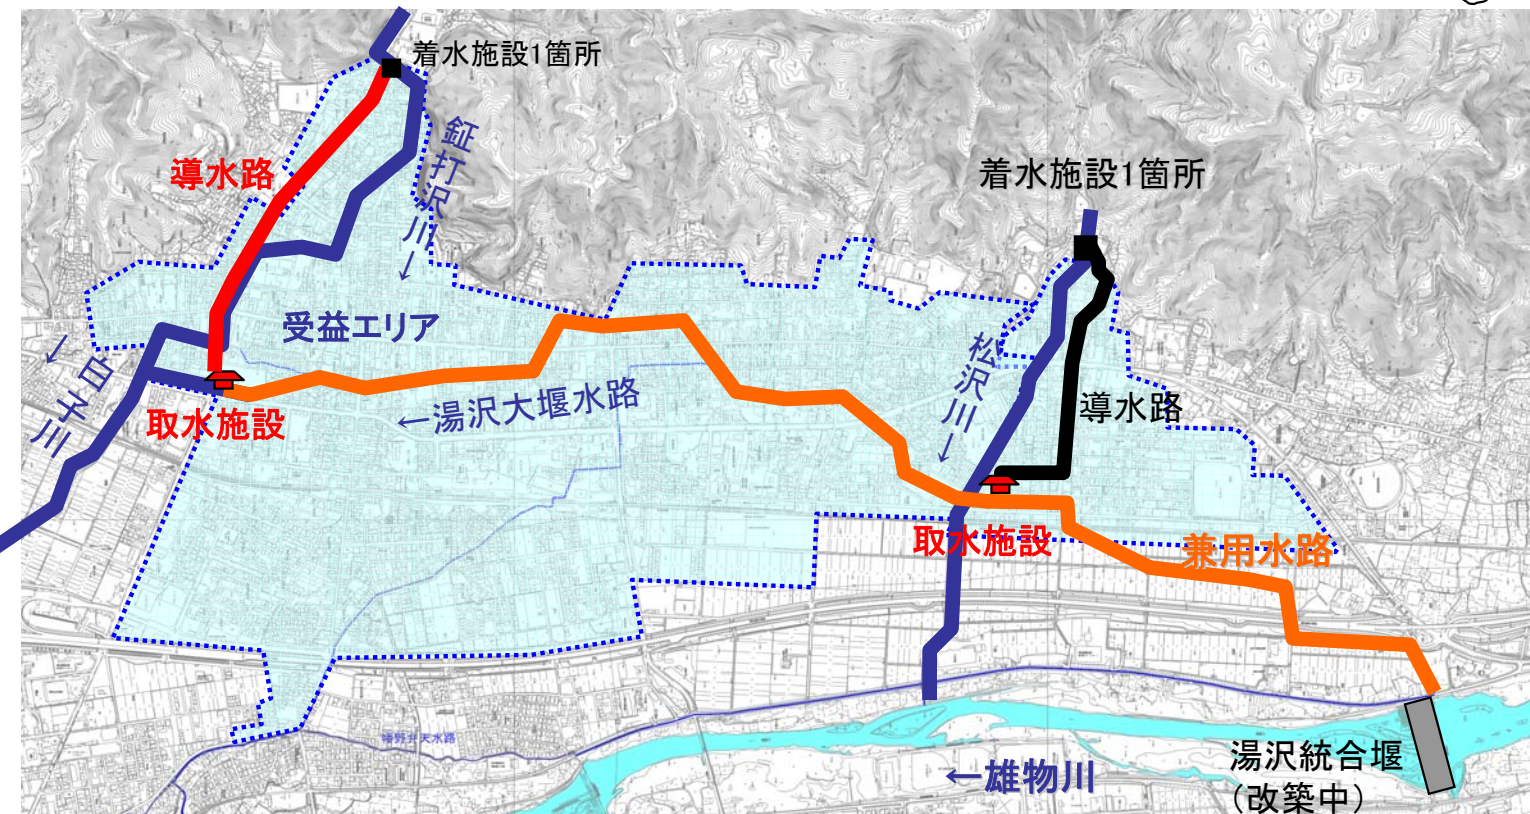 着水施設1箇所
鉦打沢川
↓
導水路
着水施設1箇所
受益エリア
←白子川
取水施設
←湯沢大堰水路
松沢川→
導水路
取水施設
兼用水路
←雄物川
湯沢統合堰
(改築中)